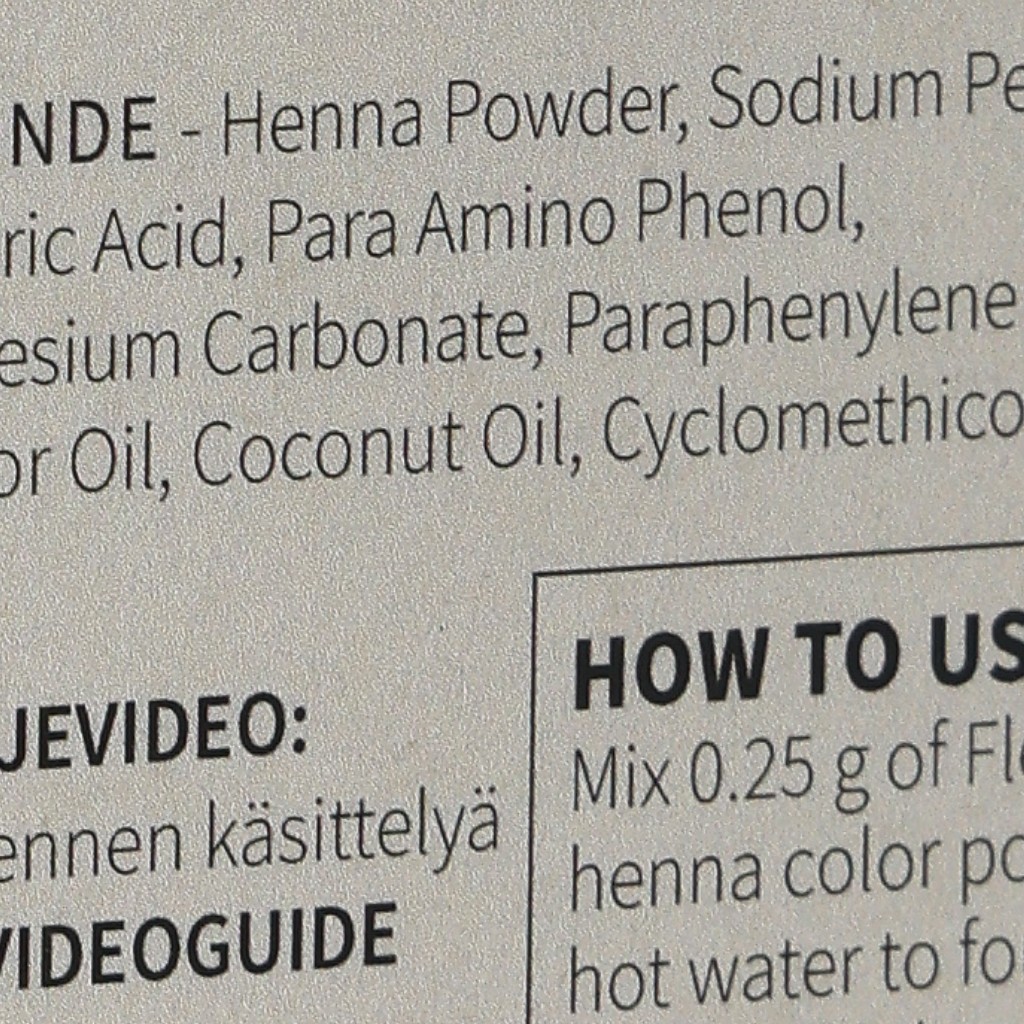 NDE - Henna Powder, Sodium Pe
ric Acid, Para Amino Phenol,
esium Carbonate, Paraphenylene
or Oil, Coconut Oil, Cyclomethico
JEVIDEO:
ennen käsittelyä
VIDEOGUIDE
HOW TO US
Mix 0.25 g of Fl
henna color po
hot water to fo